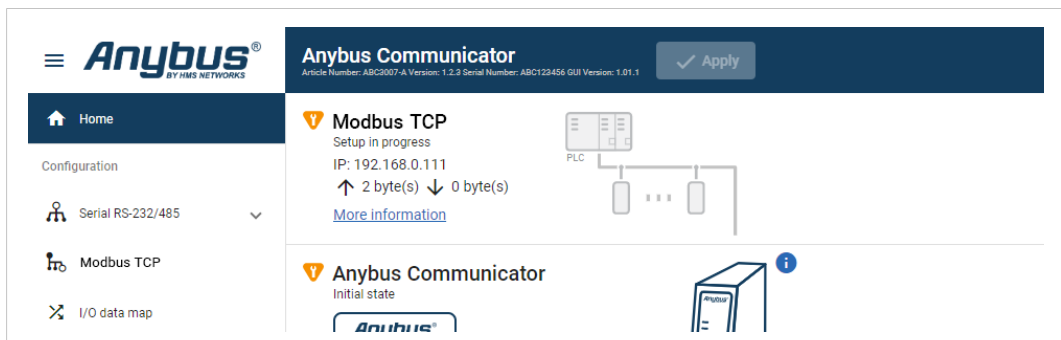 Anybus®
BY HMS NETWORKS
Anybus Communicator
Article Number: ABC3007-A Version: 1.2.3 Serial Number: ABC123456 GUI Version: 1.01.1
Apply
Home
Configuration
Serial RS-232/485
Modbus TCP
I/O data map
Modbus TCP
Setup in progress
IP: 192.168.0.111
2 byte(s) 0 byte(s)
More information
PLC
Anybus Communicator
Initial state
Anybus®
Anybus